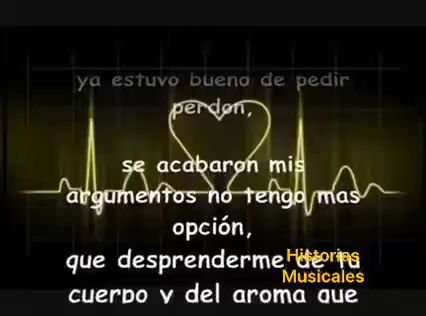 ya estuvo bueno de pedir
perdon,
se acabaron mis
argumentos no tengo mas
opción,
que desprenderme de tu
cuerpo y del aroma que
Historias
Musicales